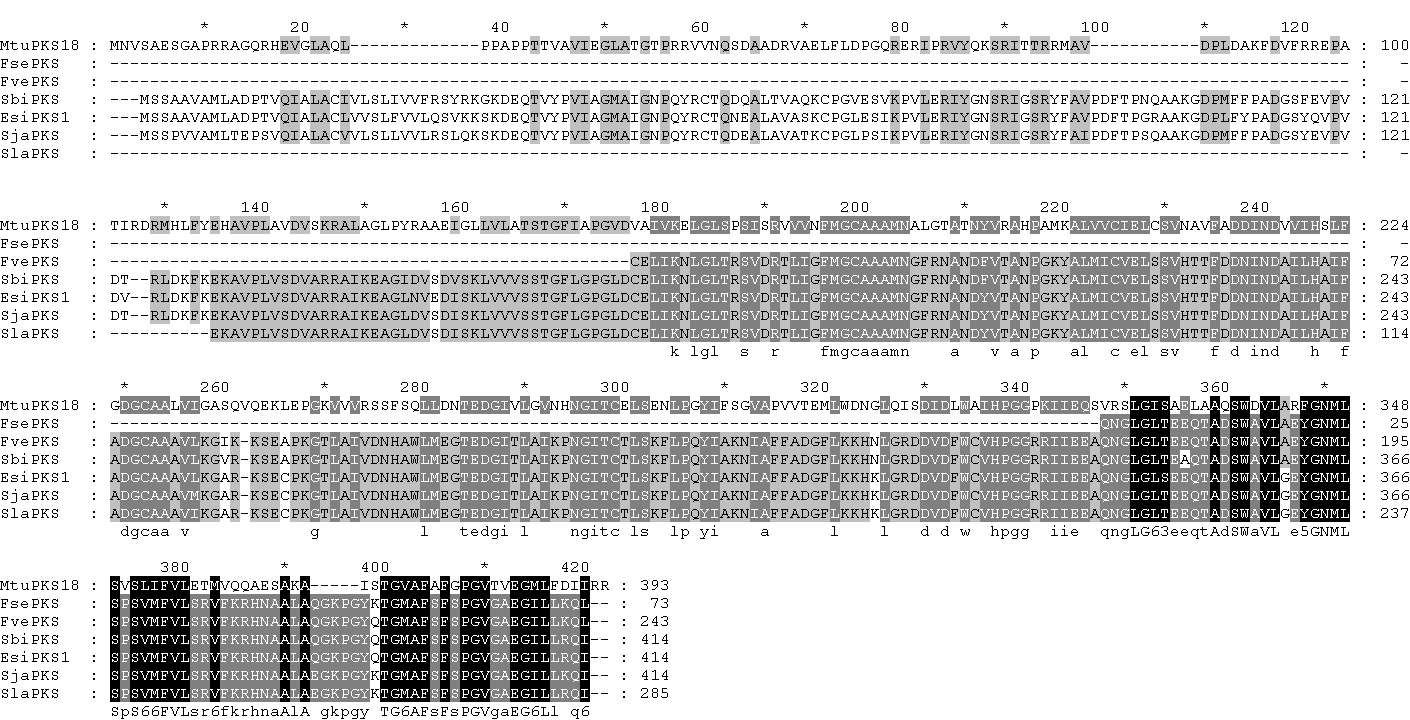 * 20 * 40 * 60 * 80 * 100 * 120
MtuPKS18 : MNVSAESGAPRRAGQRHEVGLAQL-------------PPAPPTTVAVIEGLATGTPRRVVNQSDAADRVAELFLDPGQRERIPRVYQKSRITTRRMAV-----------DPLDAKFDVFRREPA : 100
FsePKS : ---------------------------------------------------------------------------------------------------------------------------- : -
FvePKS : ---------------------------------------------------------------------------------------------------------------------------- : -
SbiPKS : ---MSSAAVAMLADPTVQIALACIVLSLIVVFRSYRKGKDEQTVYPVIAGMAIGNPQYRCTQDQALTVAQKCPGVESVKPVLERIYGNSRIGSRYFAVPDFTPNQAAKGDPMFFPADGSFEVPV : 121
EsiPKS1 : ---MSSAAVAMLADPTVQIALACLVVSLFVVLQSVKKSKDEQTVYPVIAGMAIGNPQYRCTQNEALAVASKCPGLESIKPVLERIYGNSRIGSRYFAVPDFTPGRAAKGDPLFYPADGSYQVPV : 121
SjaPKS : ---MSSPVVAMLTEPSVQIALACLVLSLLVVLRSLQKSKDEQTVYPVIAGMAIGNPQYRCTQDEALAVATKCPGLPSIKPVLERIYGNSRIGSRYFAIPDFTPSQAAKGDPMFFPADGSYEVPV : 121
SlaPKS : ---------------------------------------------------------------------------------------------------------------------------- : -
* 140 * 160 * 180 * 200 * 220 * 240
MtuPKS18 : TIRDRMHLFYEHAVPLAVDVSKRALAGLPYRAAEIGLLVLATSTGFIAPGVDVAIVKELGLSPSISRVVVNFMGCAAAMNALGTATNYVRAHPAMKALVVCIELCSVNAVFADDINDVVIHSLF : 224
FsePKS : ---------------------------------------------------------------------------------------------------------------------------- : -
FvePKS : ----------------------------------------------------CELIKNLGLTRSVDRTLIGFMGCAAAMNGFRNANDFVTANPGKYALMICVELSSVHTTFDDNINDAILHAIF : 72
SbiPKS : DT--RLDKFKEKAVPLVSDVARRAIKEAGIDVSDVSKLVVVSSTGFLGPGLDCELIKNLGLTRSVDRTLIGFMGCAAAMNGFRNANDFVTANPGKYALMICVELSSVHTTFDDNINDAILHAIF : 243
EsiPKS1 : DV--RLDKFKEKAVPLVSDVARRAIKEAGLNVEDISKLVVVSSTGFLGPGLDCELIKNLGLTRSVDRTLIGFMGCAAAMNGFRNANDYVTANPGKYALMICVELSSVHTTFDDNINDAILHAIF : 243
SjaPKS : DT--RLDKFKEKAVPLVSDVARRAIKEAGLDVSDISKLVVVSSTGFLGPGLDCELIKNLGLTRSVDRTLIGFMGCAAAMNGFRNANDYVTANPGKYALMICVELSSVHTTFDDNINDAILHAIF : 243
SlaPKS : ----------EKAVPLVSDVARRAIKEAGLDVSDISKLVVVSSTGFLGPGLDCELIKNLGLTRSVDRTLIGFMGCAAAMNGFRNANDYVTANPGKYALMICVELSSVHTTFDDNINDAILHAIF : 114
k lgl s r fmgcaaamn a v a p al c el sv f d ind h f
* 260 * 280 * 300 * 320 * 340 * 360 *
MtuPKS18 : GDGCAALVIGASQVQEKLEPGKVVVRSSFSQLLDNTEDGIVLGVNHNGITCELSENLPGYIFSGVAPVVTEMLWDNGLQISDIDLWAIHPGGPKIIEQSVRSLGISAELAAQSWDVLARFGNML : 348
FsePKS : ---------------------------------------------------------------------------------------------------QNGLGLTEEQTADSWAVLAEYGNML : 25
FvePKS : ADGCAAAVLKGIK-KSEAPKGTLAIVDNHAWLMEGTEDGITLAIKPNGITCTLSKFLPQYIAKNIAFFADGFLKKHNLGRDDVDFWCVHPGGRRIIEEAQNGLGLTEEQTADSWAVLAEYGNML : 195
SbiPKS : ADGCAAAVLKGVR-KSEAPKGTLAIVDNHAWLMEGTEDGITLAIKPNGITCTLSKFLPQYIAKNIAFFADGFLKKHNLGRDDVDFWCVHPGGRRIIEEAQNGLGLTEAQTADSWAVLAEYGNML : 366
EsiPKS1 : ADGCAAAVLKGAR-KSECPKGTLAIVDNHAWLMEGTEDGITLAIKPNGITCTLSKFLPQYIAKNIAFFADGFLKKHKLGRDDVDFWCVHPGGRRIIEEAQNGLGLSEEQTADSWAVLGEYGNML : 366
SjaPKS : ADGCAAAVMKGAR-KSECPKGTLAIVDNHAWLMEGTEDGITLAIKPNGITCTLSKFLPQYIAKNIAFFADGFLKKHKLGRDDVDFWCVHPGGRRIIEEAQNGLGLTEEQTADSWAVLGEYGNML : 366
SlaPKS : ADGCAAAVLKGAR-KSECPKGTLAIVDNHAWLMEGTEDGITLAIKPNGITCTLSKFLPQYIAKNIAFFADGFLKKHKLGRDDVDFWCVHPGGRRIIEEAQNGLGLTEEQTADSWAVLGEYGNML : 237
dgcaa v g l tedgi l ngitc ls lp yi a l l d d w hpgg iie qngLG63eeqtAdSWaVL e5GNML
380 * 400 * 420
MtuPKS18 : SVSLIFVLETMVQQAESAKA-----ISTGVAFAFGPGVTVEGMLFDIIRR : 393
FsePKS : SPSVMFVLSRVFKRHNAALAQGKPGYKTGMAFSFSPGVGAEGILLKQL-- : 73
FvePKS : SPSVMFVLSRVFKRHNAALAQGKPGYQTGMAFSFSPGVGAEGILLKQI-- : 243
SbiPKS : SPSVMFVLSRVFKRHNAALAQGKPGYQTGMAFSFSPGVGAEGILLRQI-- : 414
EsiPKS1 : SPSVMFVLSRVFKRHNAALAQGKPGYQTGMAFSFSPGVGAEGILLRQI-- : 414
SjaPKS : SPSVMFVLSRVFKRHNAALAEGKPGYKTGMAFSFSPGVGAEGILLKQI-- : 414
SlaPKS : SPSVMFVLSRVFKRHNAALAEGKPGYKTGMAFSFSPGVGAEGILLRQI-- : 285
SpS66FVLsr6fkrhnaAlA gkpgy TG6AFsFsPGVgaEG6Ll q6